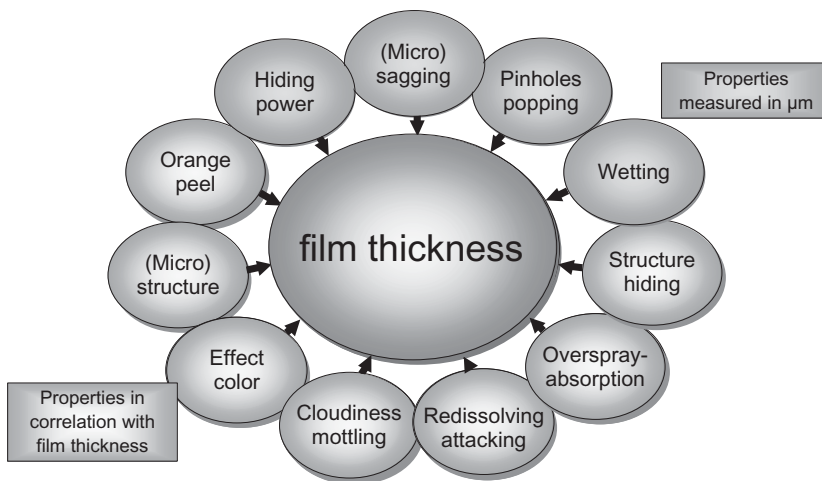 (Micro)
sagging
Hiding
power
Pinholes
popping
Properties
measured in µm
Orange
peel
Wetting
film thickness
(Micro)
structure
Structure
hiding
Effect
color
Overspray-
absorption
Properties in
correlation with
film thickness
Cloudiness
mottling
Redissolving
attacking